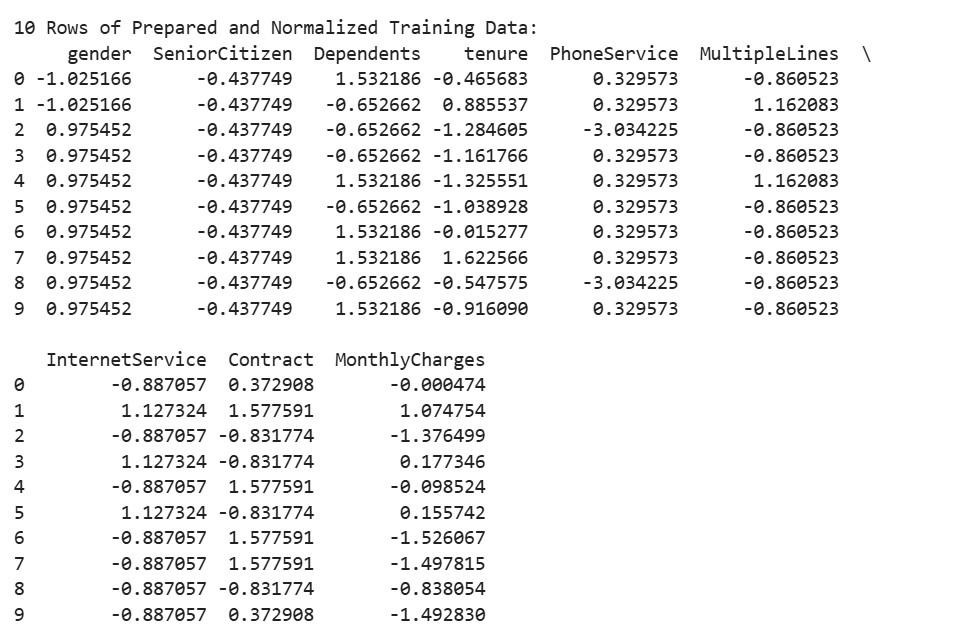 10 Rows of Prepared and Normalized Training Data:
gender SeniorCitizen Dependents tenure PhoneService MultipleLines \
0 -1.025166 -0.437749 1.532186 -0.465683 0.329573 -0.860523
1 -1.025166 -0.437749 -0.652662 0.885537 0.329573 1.162083
2 0.975452 -0.437749 -0.652662 -1.284605 -3.034225 -0.860523
3 0.975452 -0.437749 -0.652662 -1.161766 0.329573 -0.860523
4 0.975452 -0.437749 1.532186 -1.325551 0.329573 1.162083
5 0.975452 -0.437749 -0.652662 -1.038928 0.329573 -0.860523
6 0.975452 -0.437749 1.532186 -0.015277 0.329573 -0.860523
7 0.975452 -0.437749 1.532186 1.622566 0.329573 -0.860523
8 0.975452 -0.437749 -0.652662 -0.547575 -3.034225 -0.860523
9 0.975452 -0.437749 1.532186 -0.916090 0.329573 -0.860523
InternetService Contract MonthlyCharges
0 -0.887057 0.372908 -0.000474
1 1.127324 1.577591 1.074754
2 -0.887057 -0.831774 -1.376499
3 1.127324 -0.831774 0.177346
4 -0.887057 1.577591 -0.098524
5 1.127324 -0.831774 0.155742
6 -0.887057 1.577591 -1.526067
7 -0.887057 1.577591 -1.497815
8 -0.887057 -0.831774 -0.838054
9 -0.887057 0.372908 -1.492830